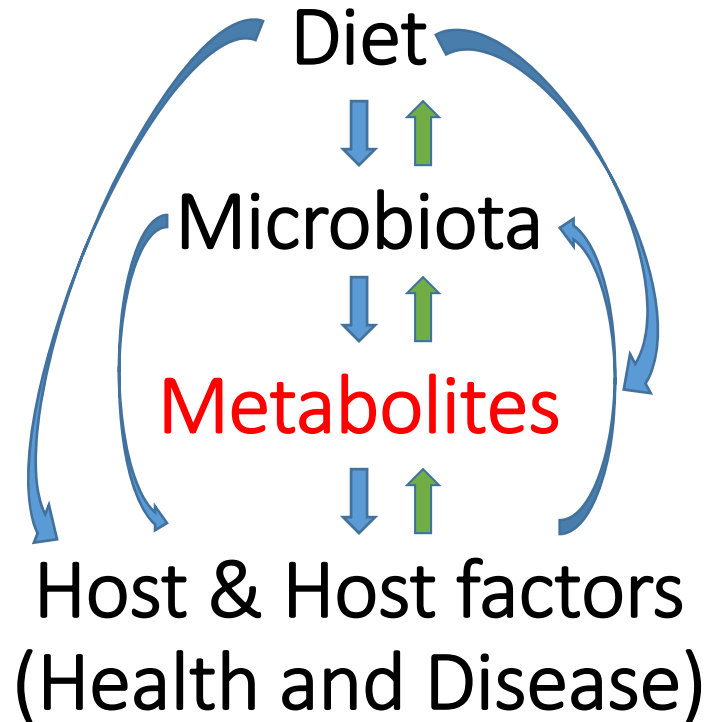 Diet
Microbiota
Metabolites
Host & Host factors
(Health and Disease)